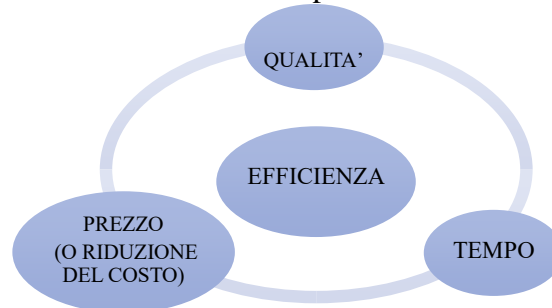 QUALITA’
EFFICIENZA
PREZZO
(O RIDUZIONE
DEL COSTO)
TEMPO